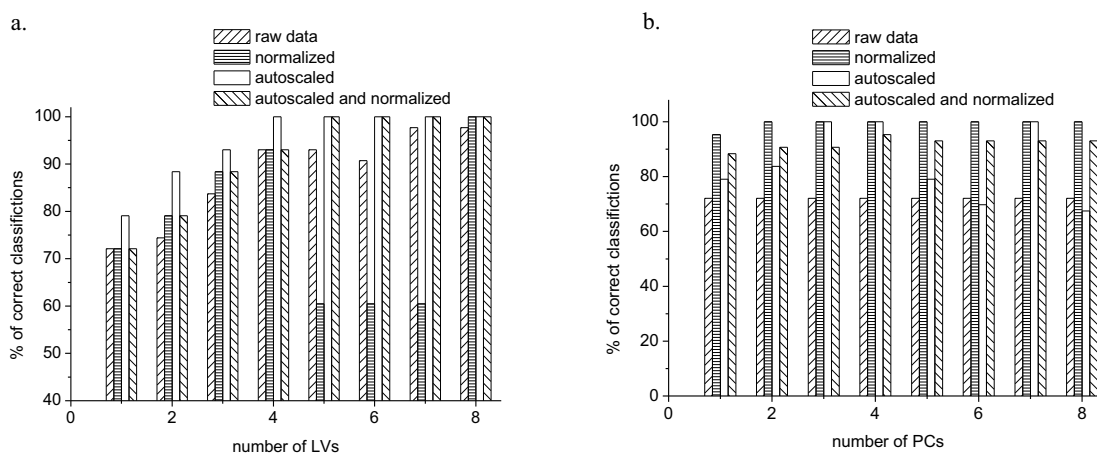 a.
raw data
normalized
autoscaled
autoscaled and normalized
100
90
80
70
60
50
40
% of correct classifictions
0 2 4 6 8
number of LVs
b.
raw data
normalized
autoscaled
autoscaled and normalized
100
80
60
40
20
0
% of correct classifictions
0 2 4 6 8
number of PCs